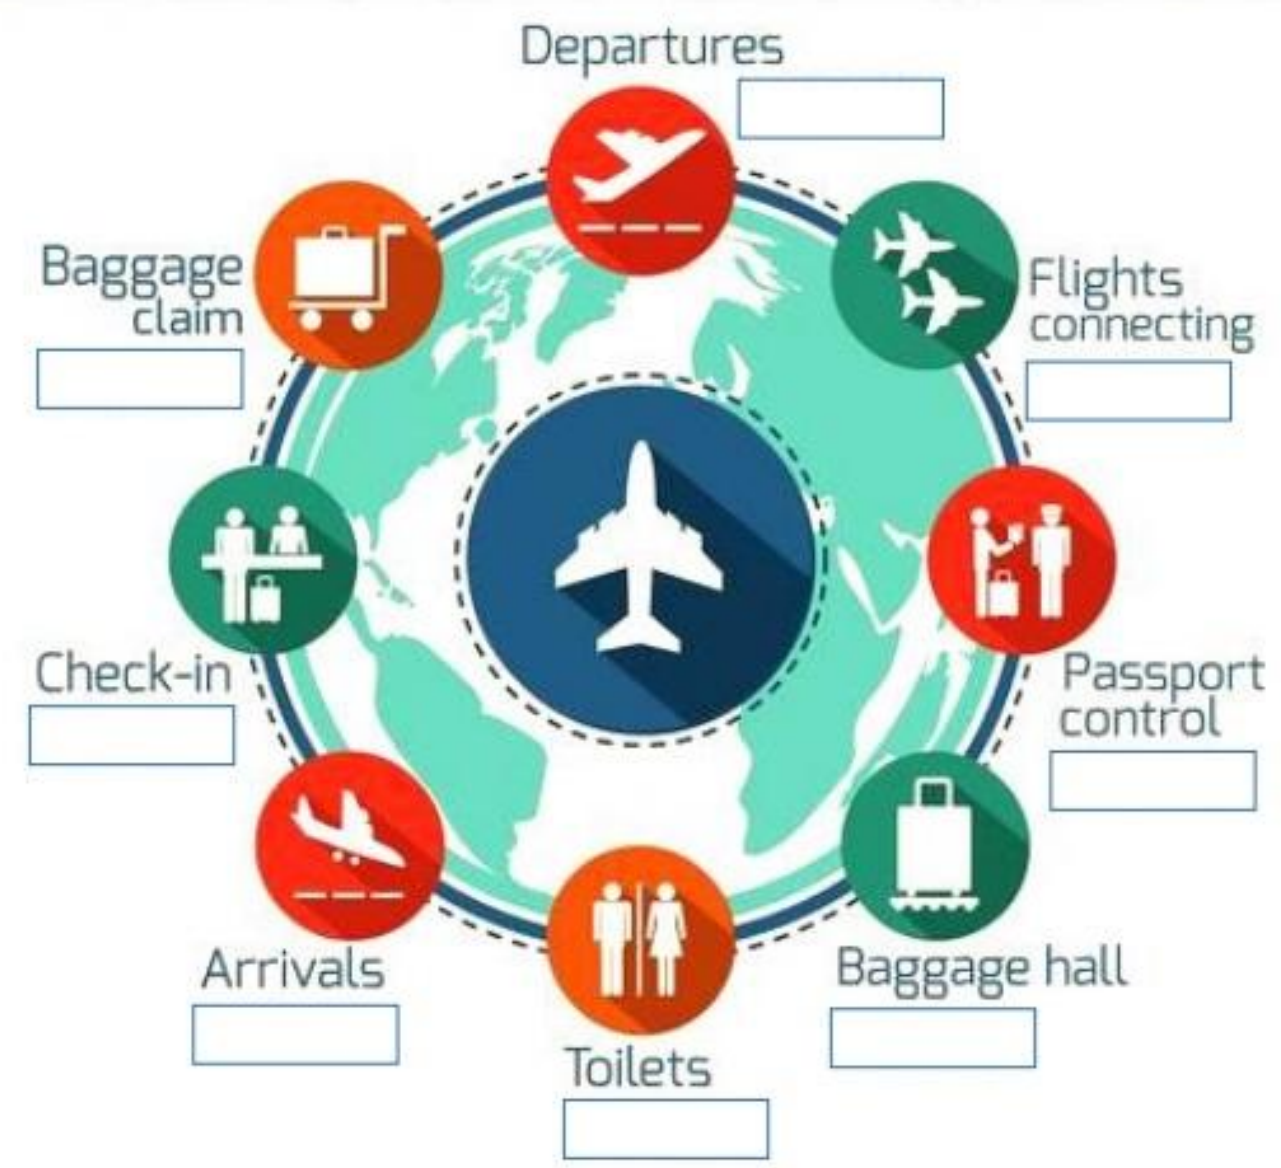 Departures
Baggage
claim
Flights
connecting
Check-in
Passport
control
Arrivals
Baggage hall
Toilets